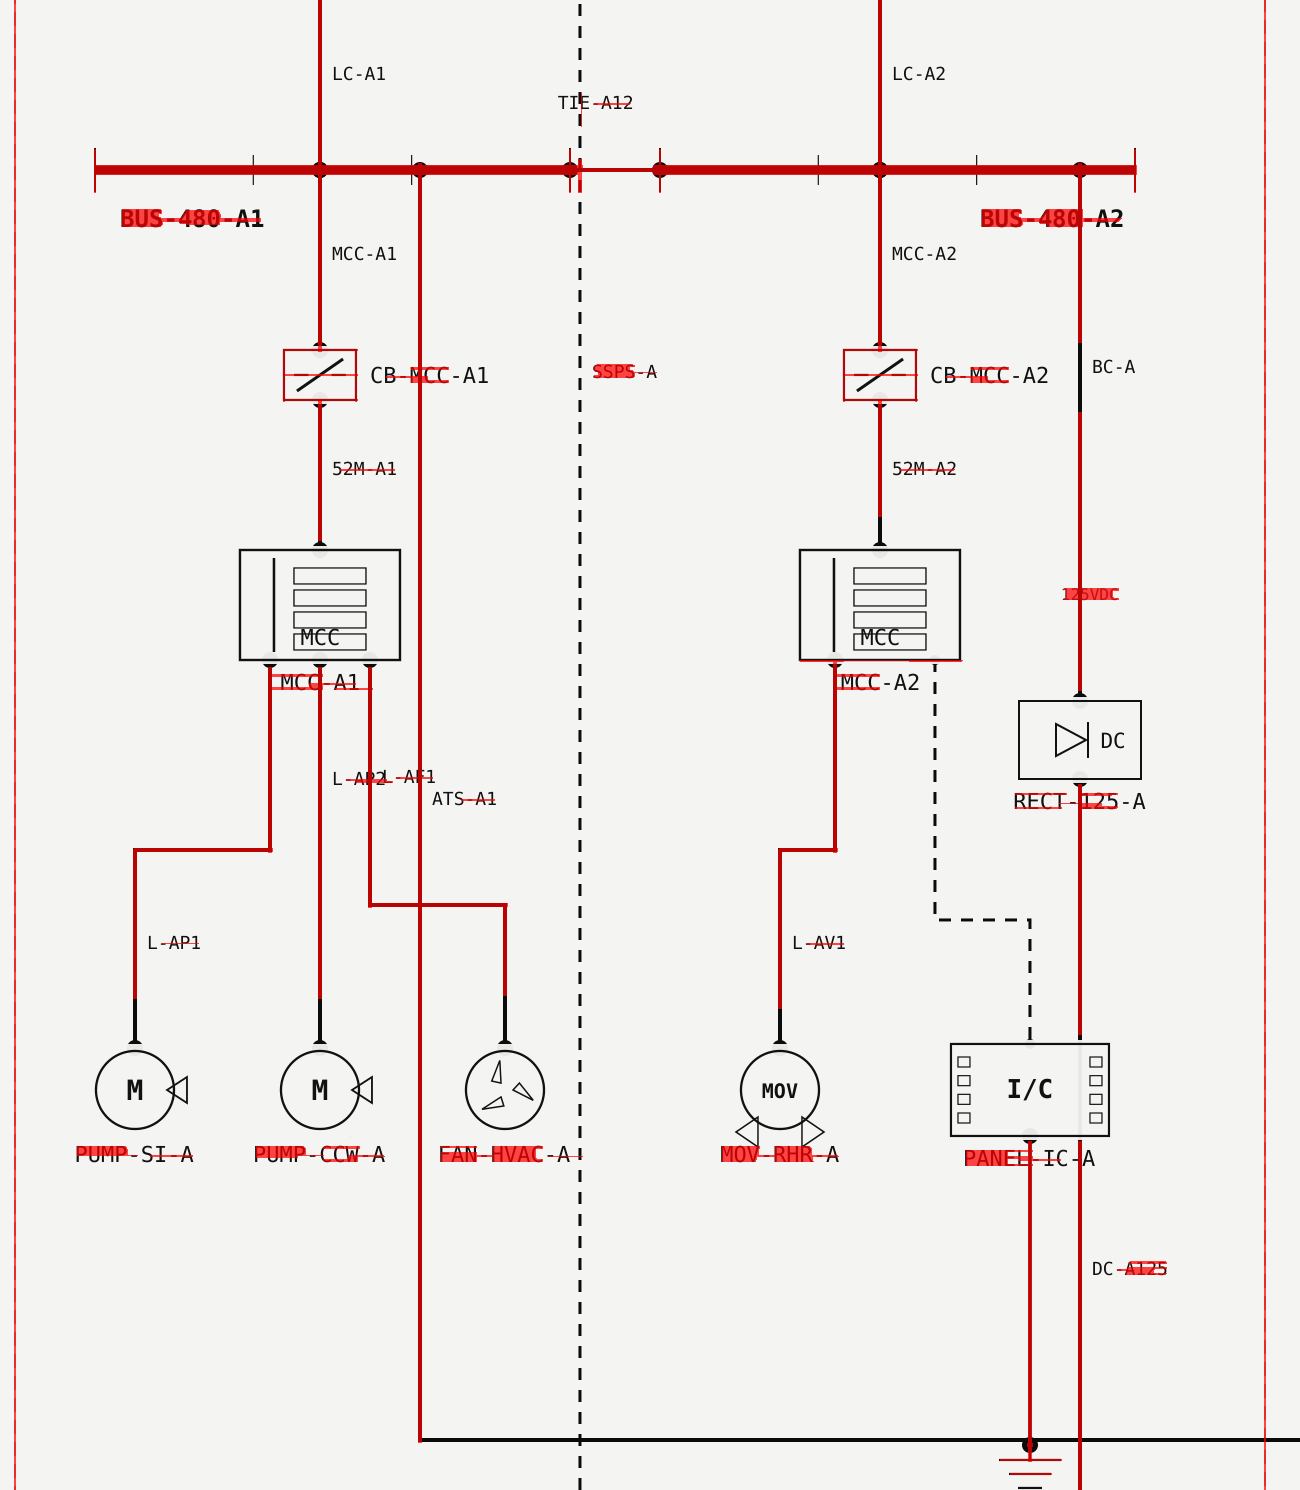 LC-A1
LC-A2
TIE-A12
BUS-480-A1
BUS-480-A2
MCC-A1
MCC-A2
CB-MCC-A1
SSPS-A
CB-MCC-A2
BC-A
52M-A1
52M-A2
125VDC
MCC
MCC
MCC-A1
MCC-A2
DC
L-AP2
L-AF1
ATS-A1
RECT-125-A
L-AP1
L-AV1
M
M
MOV
I/C
PUMP-SI-A
PUMP-CCW-A
FAN-HVAC-A
MOV-RHR-A
PANEL-IC-A
DC-A125